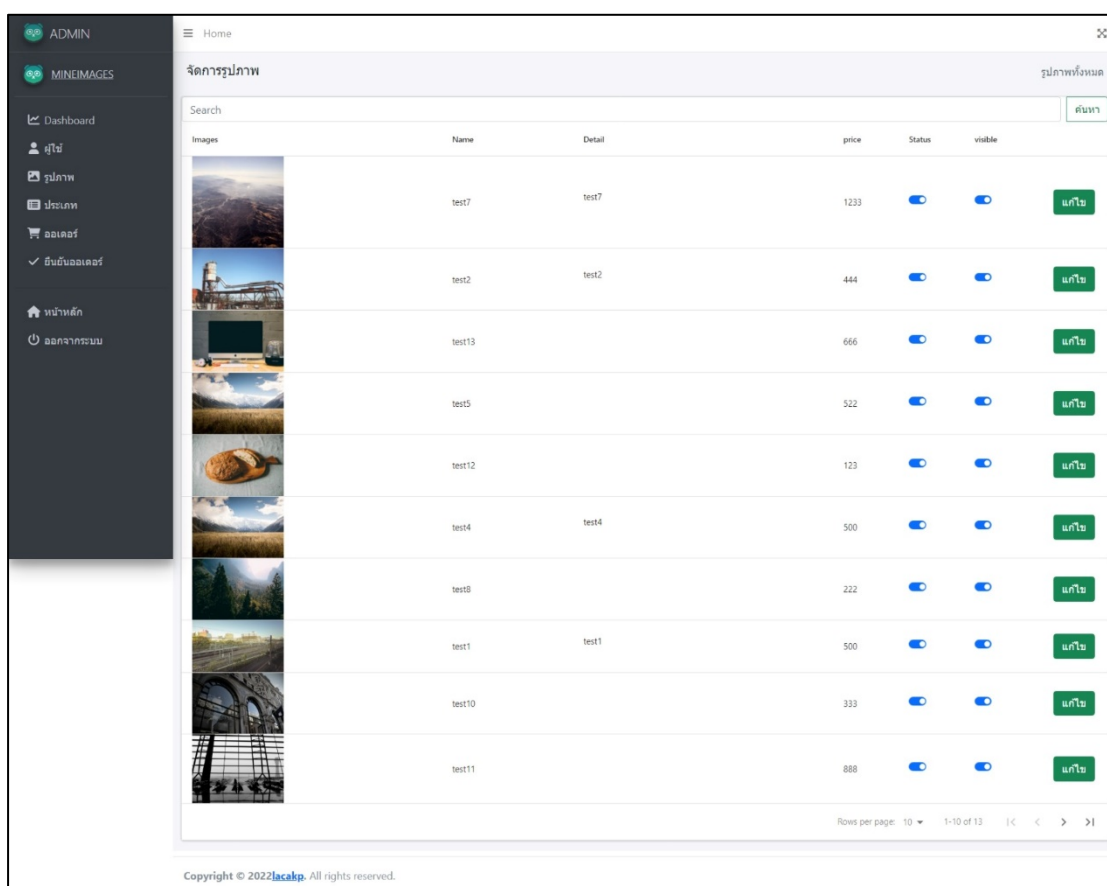 ADMIN
MINEIMAGES
Dashboard
ผู้ใช้
รูปภาพ
ประเภท
ออเดอร์
ยืนยันออเดอร์
หน้าหลัก
ออกจากระบบ
Home
จัดการรูปภาพ
รูปภาพทั้งหมด
Search
ค้นหา
Images Name Detail price Status visible
test7 test7 1233 แก้ไข
test2 test2 444 แก้ไข
test13 666 แก้ไข
test5 522 แก้ไข
test12 123 แก้ไข
test4 test4 500 แก้ไข
test8 222 แก้ไข
test1 test1 500 แก้ไข
test10 333 แก้ไข
test11 888 แก้ไข
Rows per page: 10 1-10 of 13
Copyright © 2022lacakp. All rights reserved.